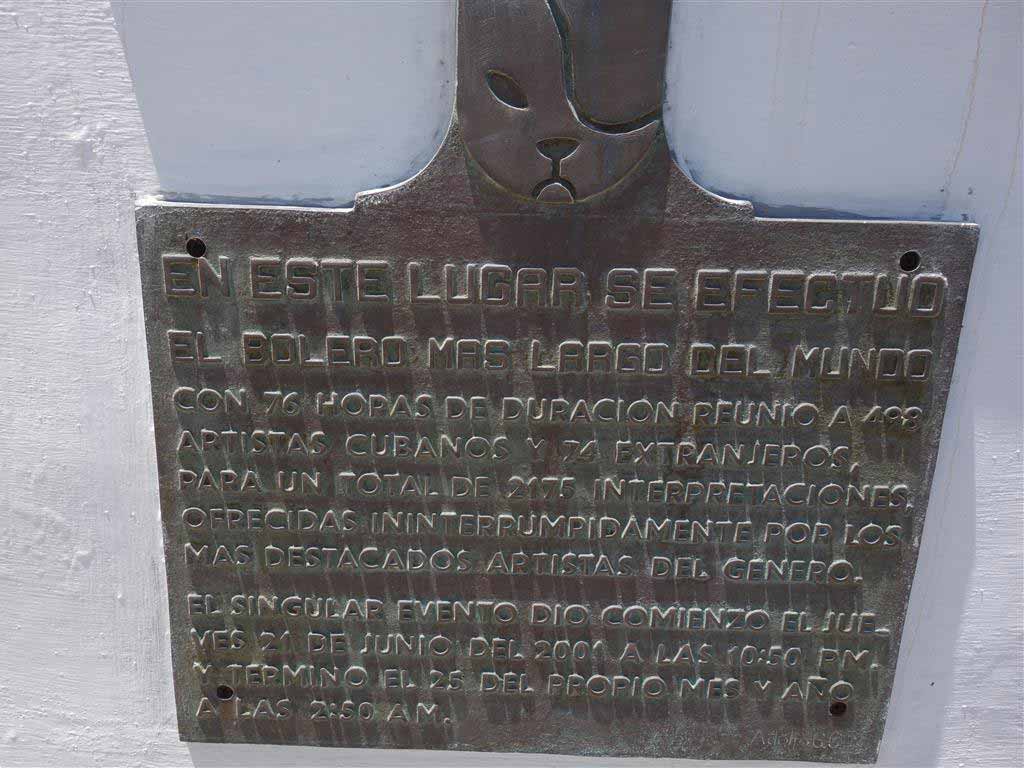 EN ESTE LUGAR SE EFECTUO
EL BOLERO MAS LARGO DEL MUNDO
CON 76 HORAS DE DURACION REUNIO A 493
ARTISTAS CUBANOS Y 74 EXTRANJEROS,
PARA UN TOTAL DE 2175 INTERPRETACIONES,
OFRECIDAS ININTERRUMPIDAMENTE POR LOS
MAS DESTACADOS ARTISTAS DEL GENERO.
EL SINGULAR EVENTO DIO COMIENZO EL JUE_
VES 21 DE JUNIO DEL 2001 A LAS 10:50 PM.
Y TERMINO EL 25 DEL PROPIO MES Y AÑO
A LAS 2:50 AM.